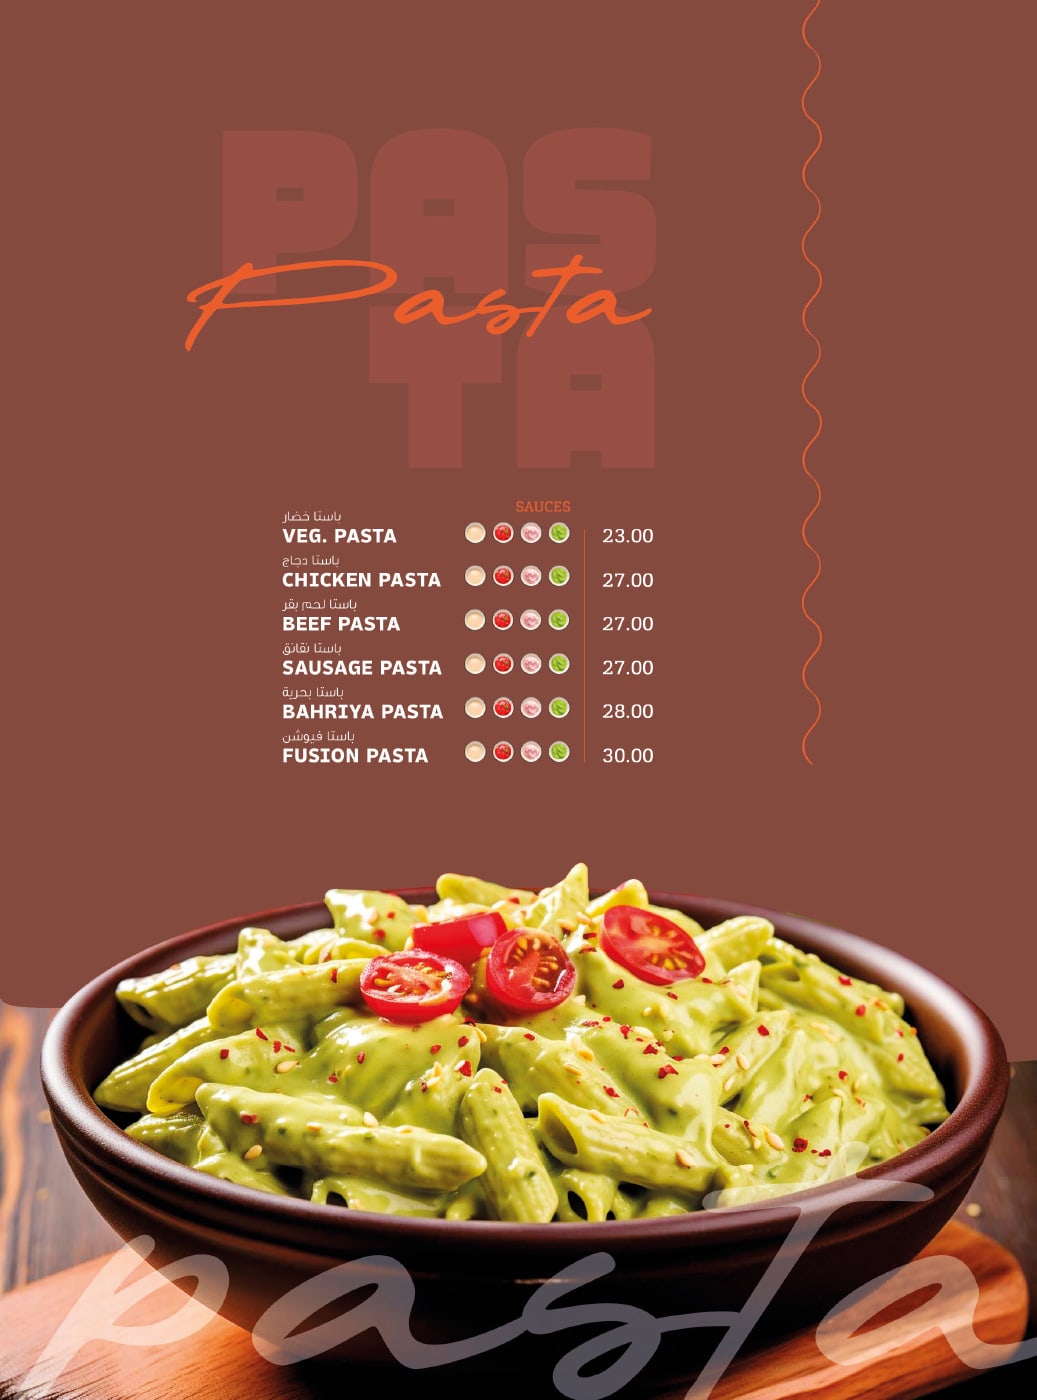 PAS
TA
Pasta
SAUCES
باستا خضار
VEG. PASTA 23.00
باستا دجاج
CHICKEN PASTA 27.00
باستا لحم بقر
BEEF PASTA 27.00
باستا نقانق
SAUSAGE PASTA 27.00
باستا بحرية
BAHRIYA PASTA 28.00
باستا فيوشن
FUSION PASTA 30.00
pasta